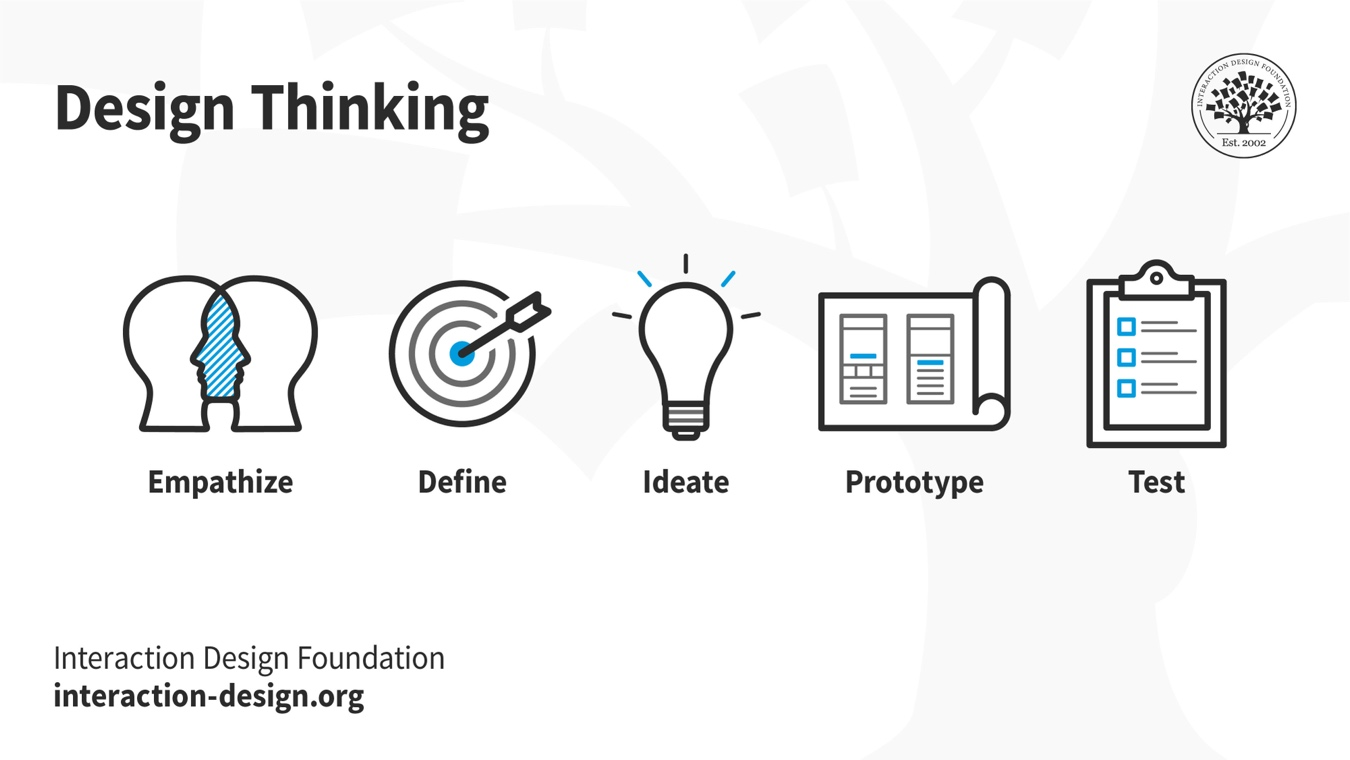 Design Thinking
INTERACTION DESIGN FOUNDATION
Est. 2002
Empathize
Define
Ideate
Prototype
Test
Interaction Design Foundation
interaction-design.org